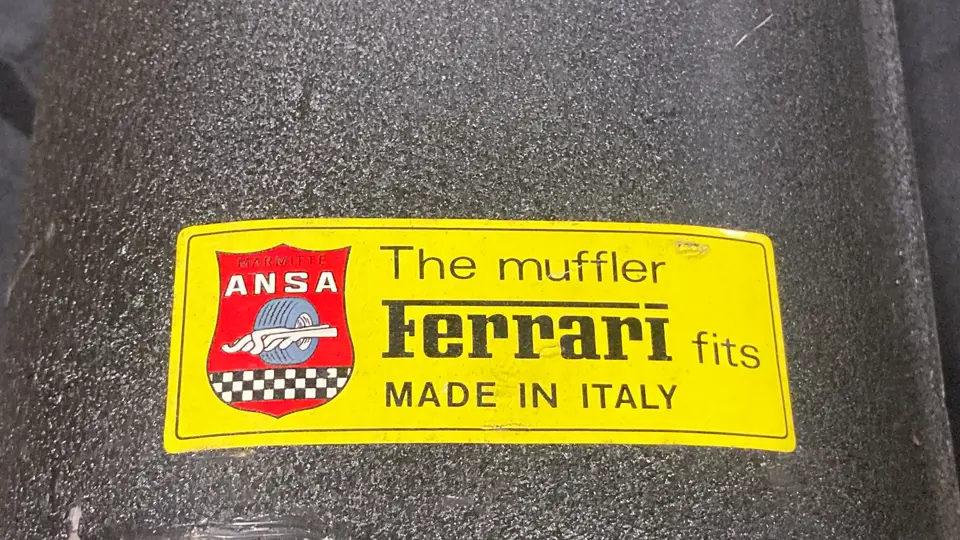 MARMITTE
ANSA
The muffler
Ferrari fits
MADE IN ITALY